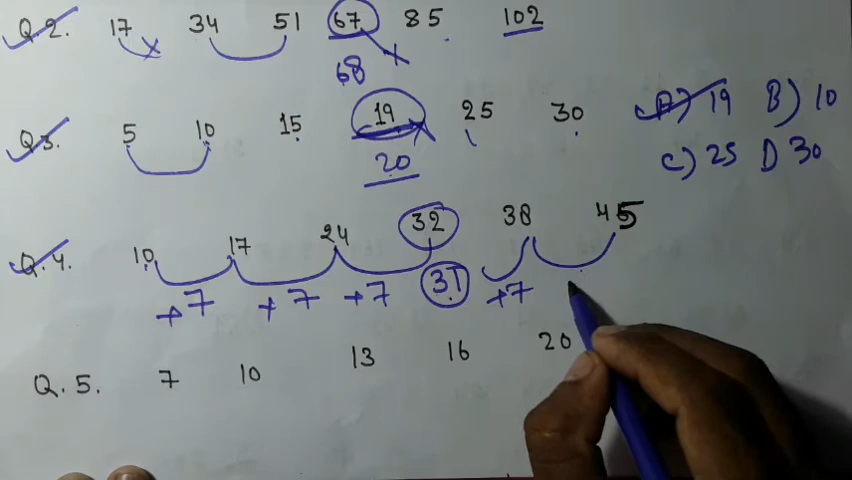 Q 2. 17 34 51 67 85 102
68
Q3. 5 10 15 19 25 30 A) 19 B) 10
20 C) 25 D 30
Q.4. 10 17 24 32 38 45
+7 +7 +7 31 +7
Q.5. 7 10 13 16 20